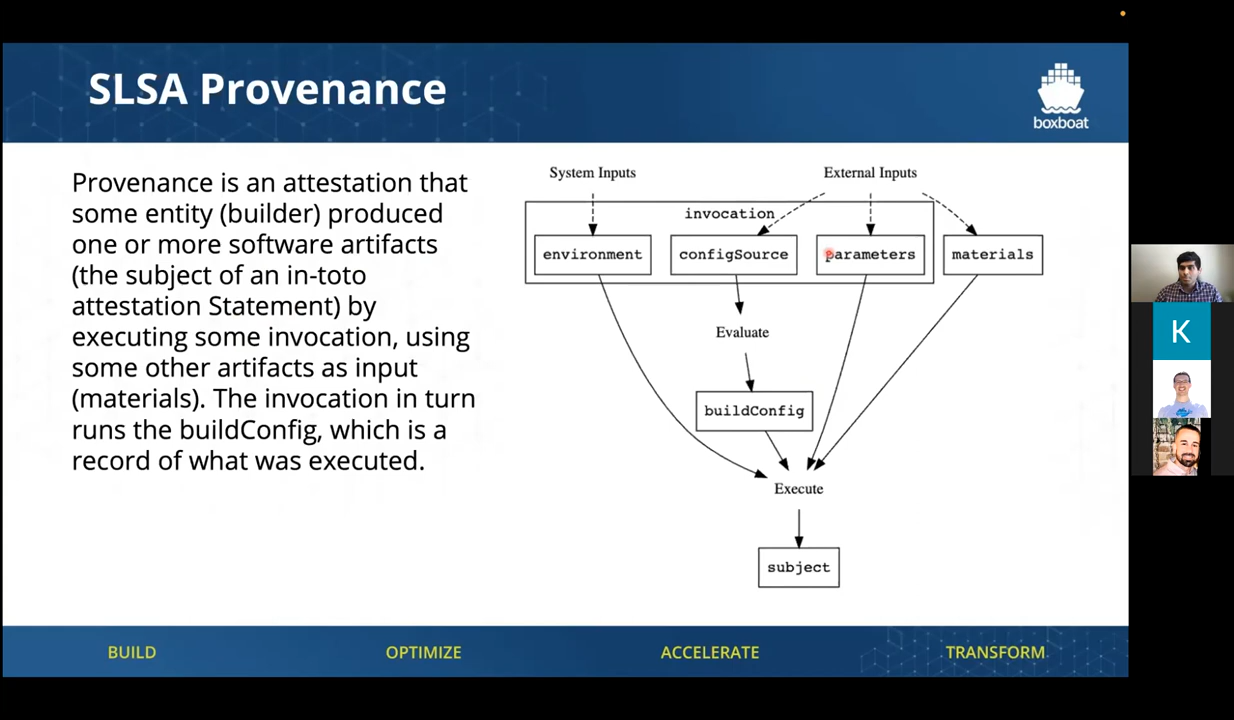 SLSA Provenance
boxboat
Provenance is an attestation that
some entity (builder) produced
one or more software artifacts
(the subject of an in-toto
attestation Statement) by
executing some invocation, using
some other artifacts as input
(materials). The invocation in turn
runs the buildConfig, which is a
record of what was executed.
System Inputs
External Inputs
invocation
environment
configSource
parameters
materials
Evaluate
buildConfig
Execute
subject
K
BUILD
OPTIMIZE
ACCELERATE
TRANSFORM